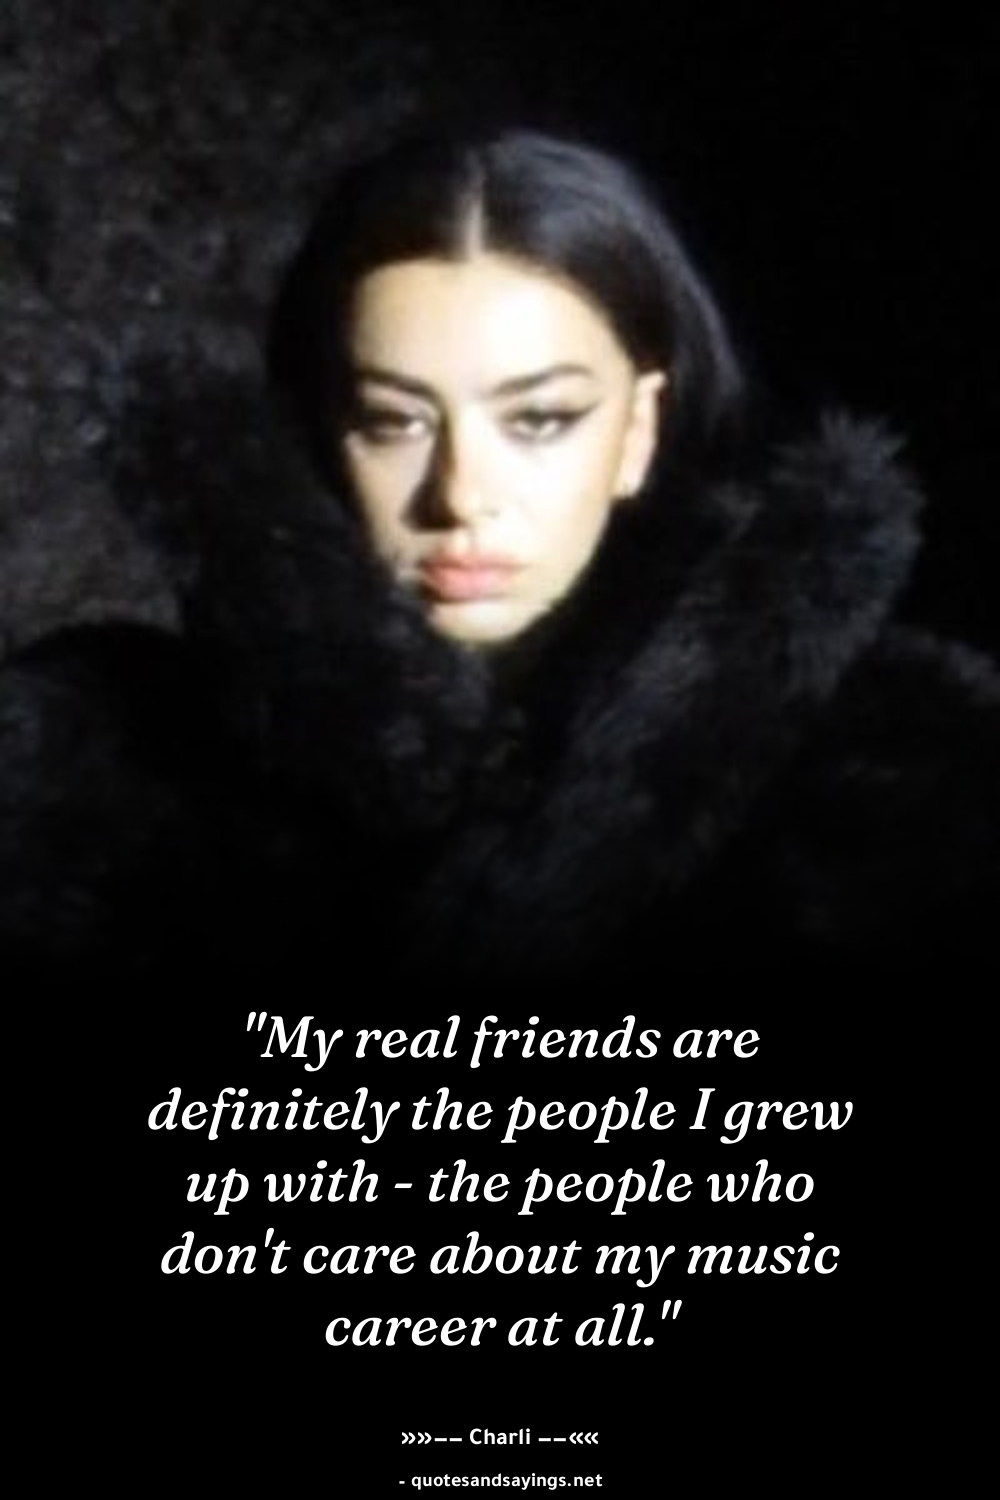 "My real friends are
definitely the people I grew
up with - the people who
don't care about my music
career at all."
»»–– Charli ––««
- quotesandsayings.net